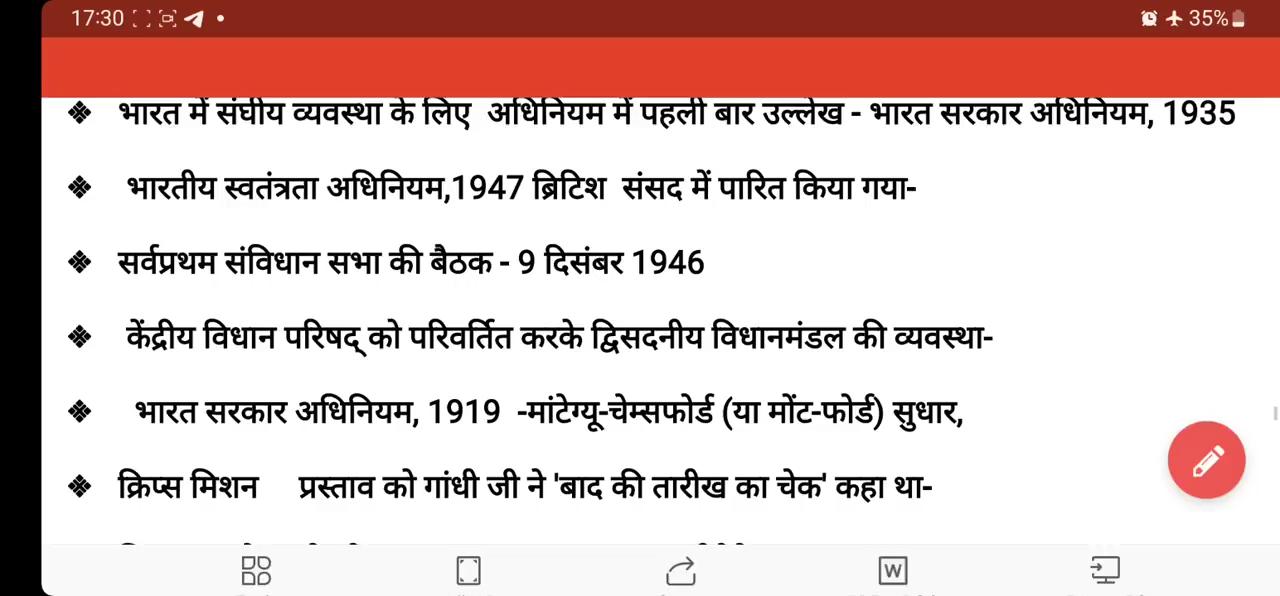 17:30
35%
❖ भारत में संघीय व्यवस्था के लिए अधिनियम में पहली बार उल्लेख - भारत सरकार अधिनियम, 1935
❖ भारतीय स्वतंत्रता अधिनियम,1947 ब्रिटिश संसद में पारित किया गया-
❖ सर्वप्रथम संविधान सभा की बैठक - 9 दिसंबर 1946
❖ केंद्रीय विधान परिषद् को परिवर्तित करके द्विसदनीय विधानमंडल की व्यवस्था-
❖ भारत सरकार अधिनियम, 1919 -मांटेग्यू-चेम्सफोर्ड (या मोंट-फोर्ड) सुधार,
❖ क्रिप्स मिशन प्रस्ताव को गांधी जी ने 'बाद की तारीख का चेक' कहा था-
W